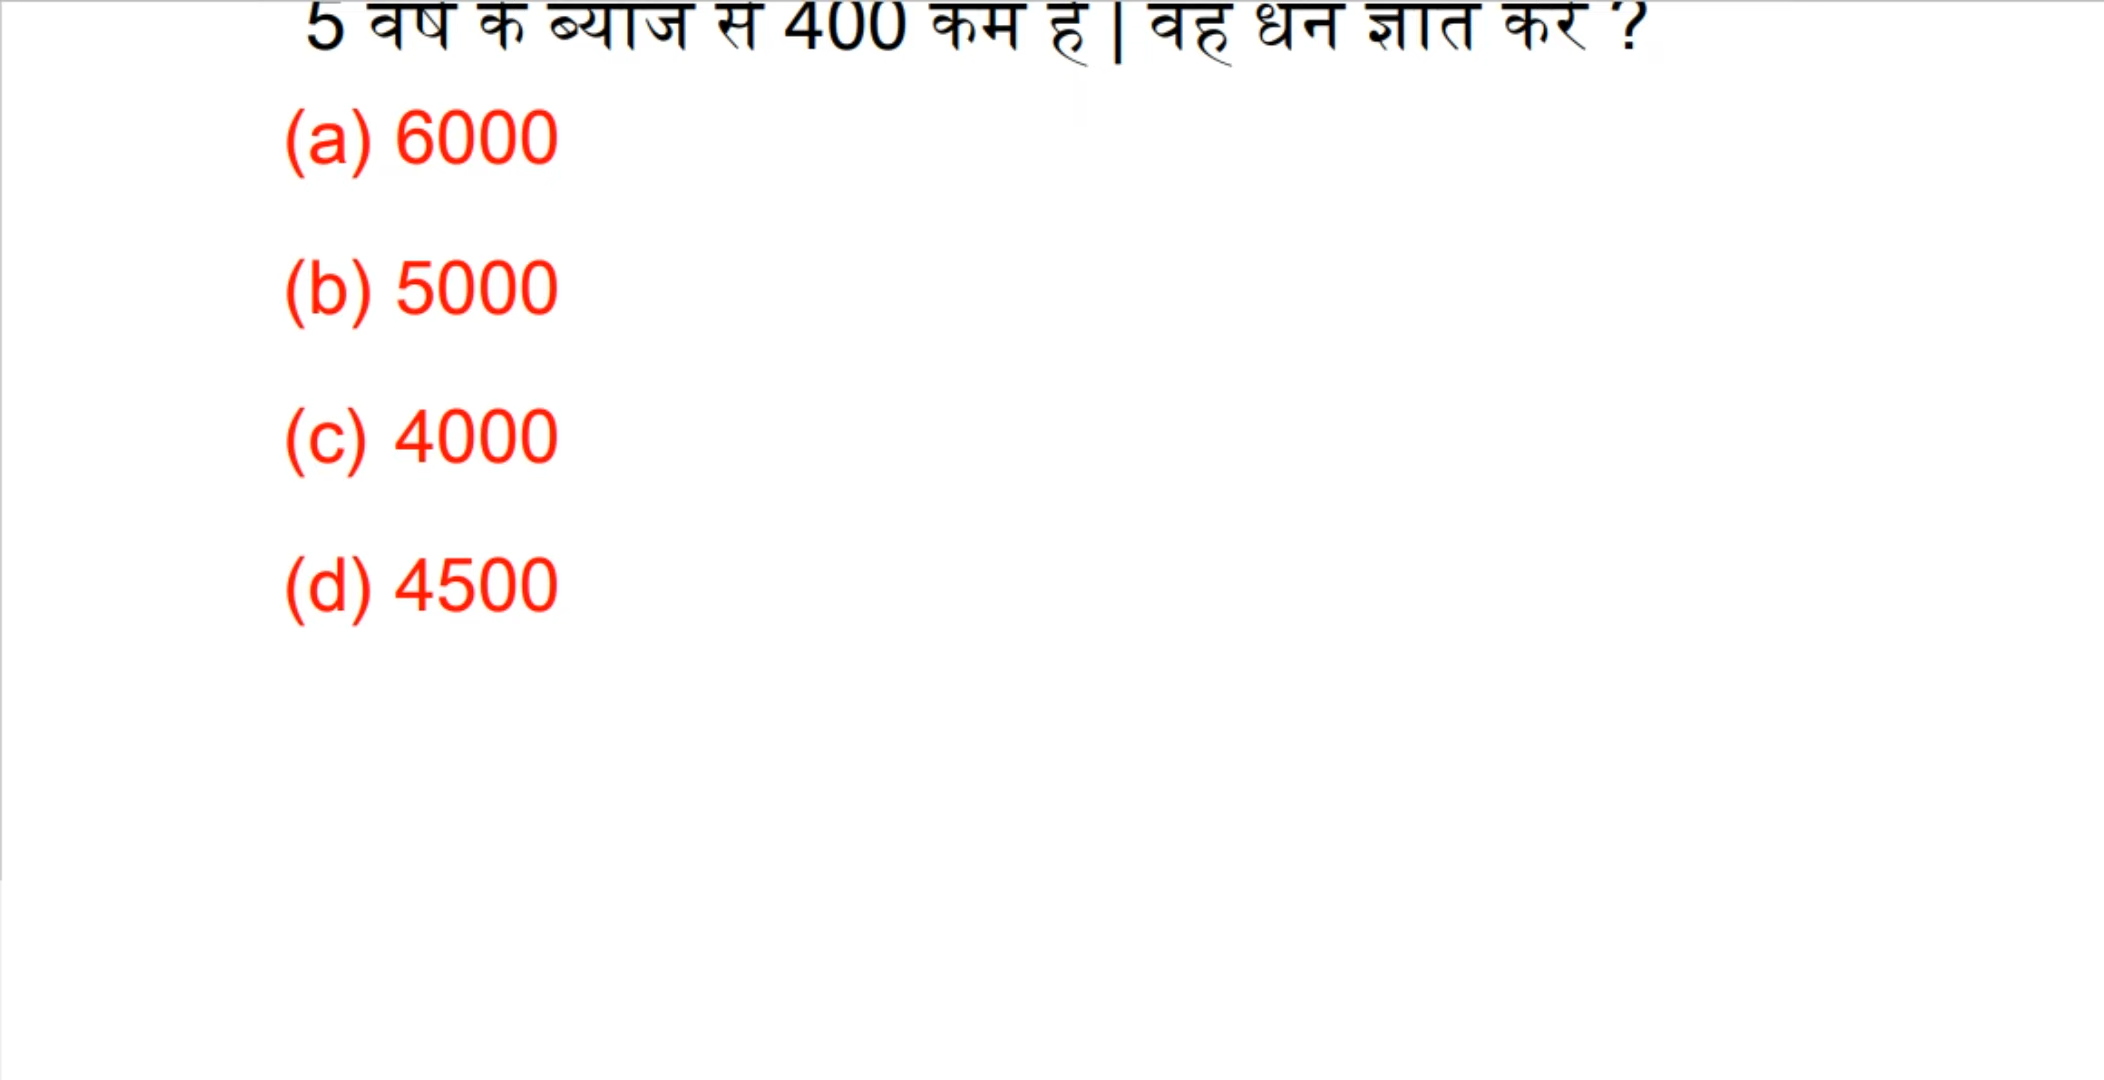 5 वर्ष के ब्याज से 400 कम है | वह धन ज्ञात करें ?
(a) 6000
(b) 5000
(c) 4000
(d) 4500